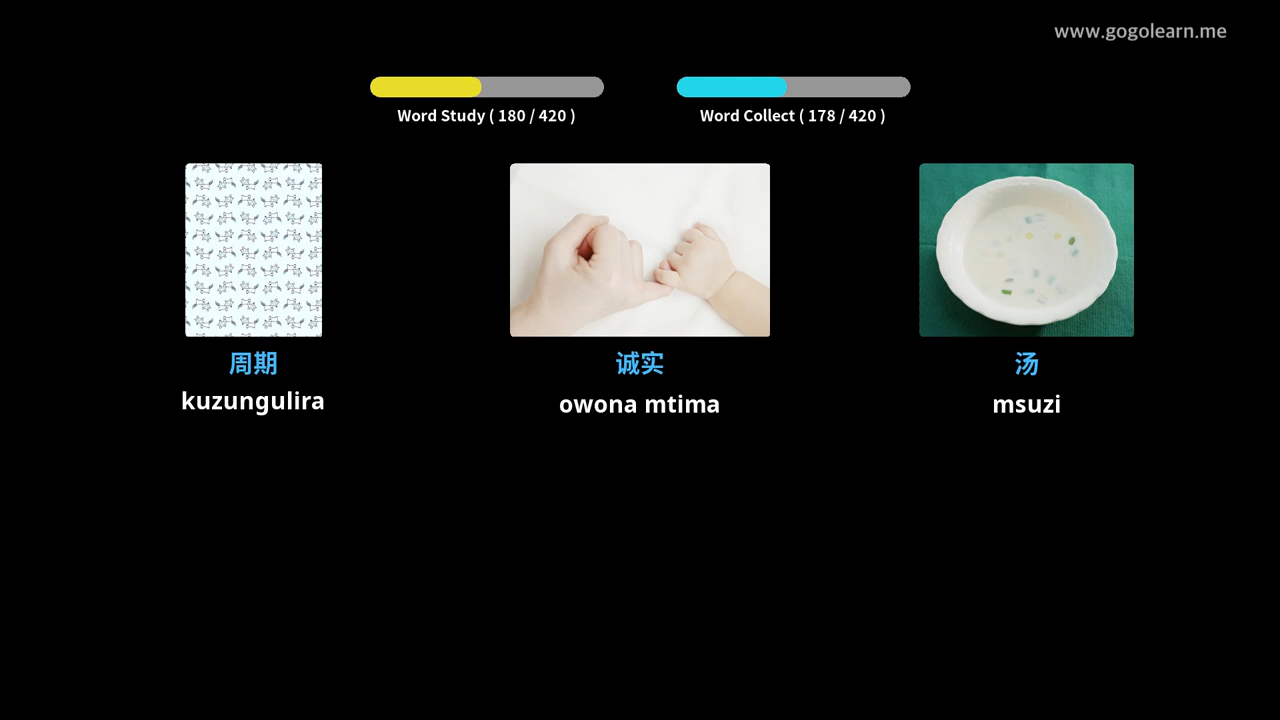 www.gogolearn.me
Word Study ( 180 / 420 )
Word Collect ( 178 / 420 )
周期
诚实
汤
kuzungulira
owona mtima
msuzi